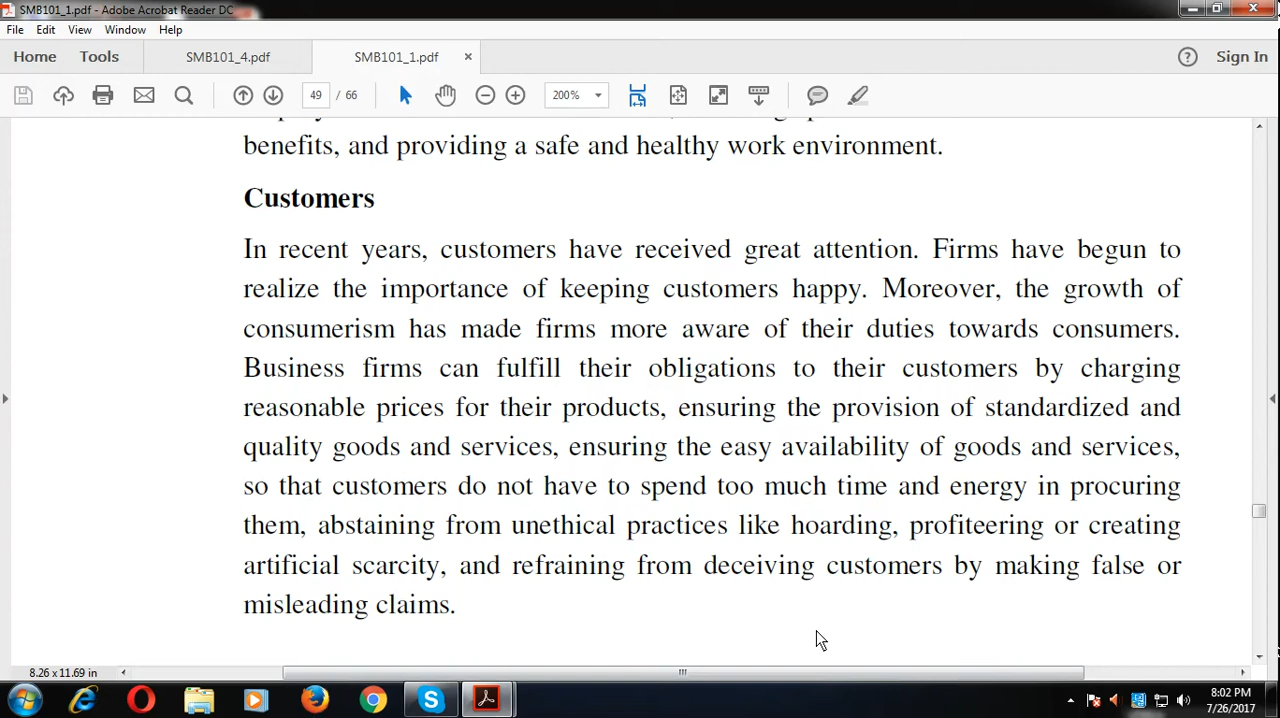 SMB101_1.pdf - Adobe Acrobat Reader DC
File Edit View Window Help
Home Tools SMB101_4.pdf SMB101_1.pdf × ? Sign In
49 / 66 200%
benefits, and providing a safe and healthy work environment.
Customers
In recent years, customers have received great attention. Firms have begun to
realize the importance of keeping customers happy. Moreover, the growth of
consumerism has made firms more aware of their duties towards consumers.
Business firms can fulfill their obligations to their customers by charging
reasonable prices for their products, ensuring the provision of standardized and
quality goods and services, ensuring the easy availability of goods and services,
so that customers do not have to spend too much time and energy in procuring
them, abstaining from unethical practices like hoarding, profiteering or creating
artificial scarcity, and refraining from deceiving customers by making false or
misleading claims.
8.26 x 11.69 in
8:02 PM
7/26/2017